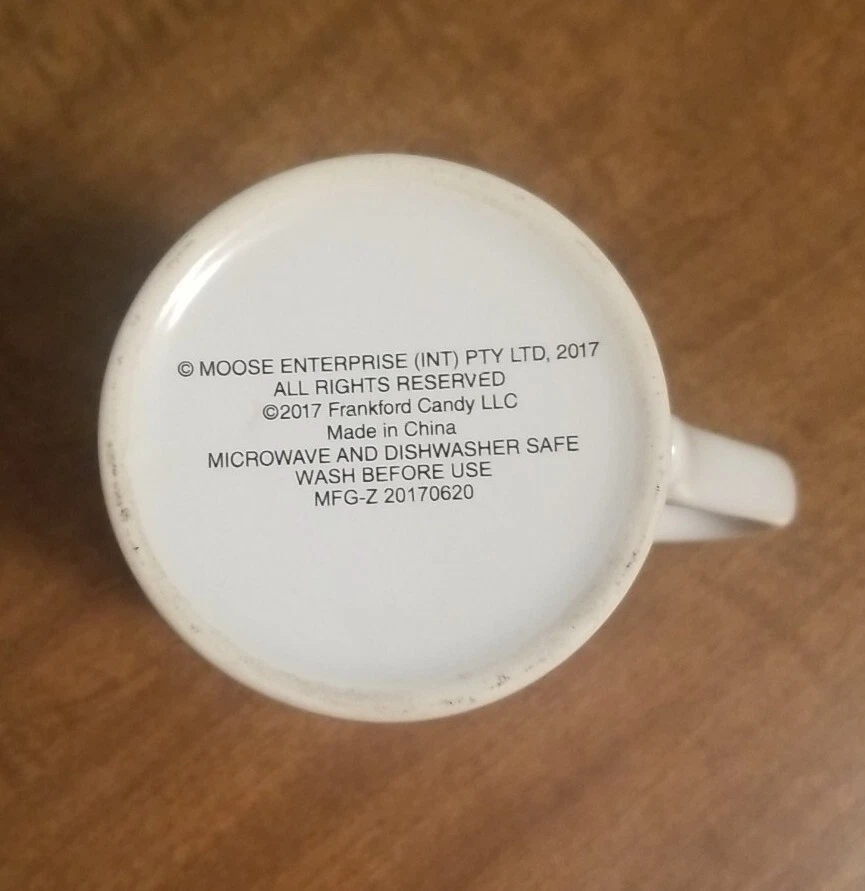 © MOOSE ENTERPRISE (INT) PTY LTD, 2017
ALL RIGHTS RESERVED
©2017 Frankford Candy LLC
Made in China
MICROWAVE AND DISHWASHER SAFE
WASH BEFORE USE
MFG-Z 20170620